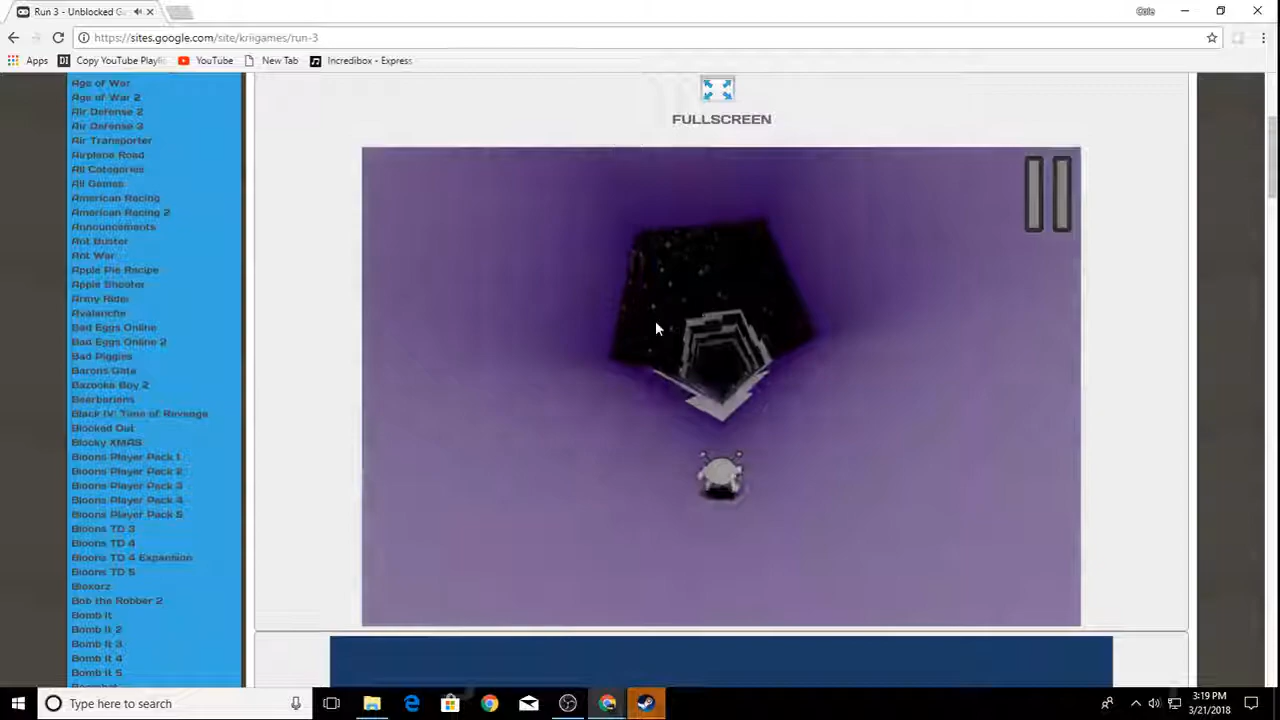 Run 3 - Unblocked G
Cole
https://sites.google.com/site/kriigames/run-3
Apps
Copy YouTube Playli
YouTube
New Tab
Incredibox - Express
Age of War
Age of War 2
Air Defense 2
Air Defense 3
Air Transporter
Airplane Road
All Categories
All Games
American Racing
American Racing 2
Announcements
Ant Buster
Ant War
Apple Pie Recipe
Apple Shooter
Army Rider
Avalanche
Bad Eggs Online
Bad Eggs Online 2
Bad Piggies
Barons Gate
Bazooka Boy 2
Bearbarians
Black IV: Time of Revenge
Blocked Out
Blocky XMAS
Bloons Player Pack 1
Bloons Player Pack 2
Bloons Player Pack 3
Bloons Player Pack 4
Bloons Player Pack 5
Bloons TD 3
Bloons TD 4
Bloons TD 4 Expansion
Bloons TD 5
Bloxorz
Bob the Robber 2
Bomb It
Bomb It 2
Bomb It 3
Bomb It 4
Bomb It 5
FULLSCREEN
Type here to search
3:19 PM
3/21/2018